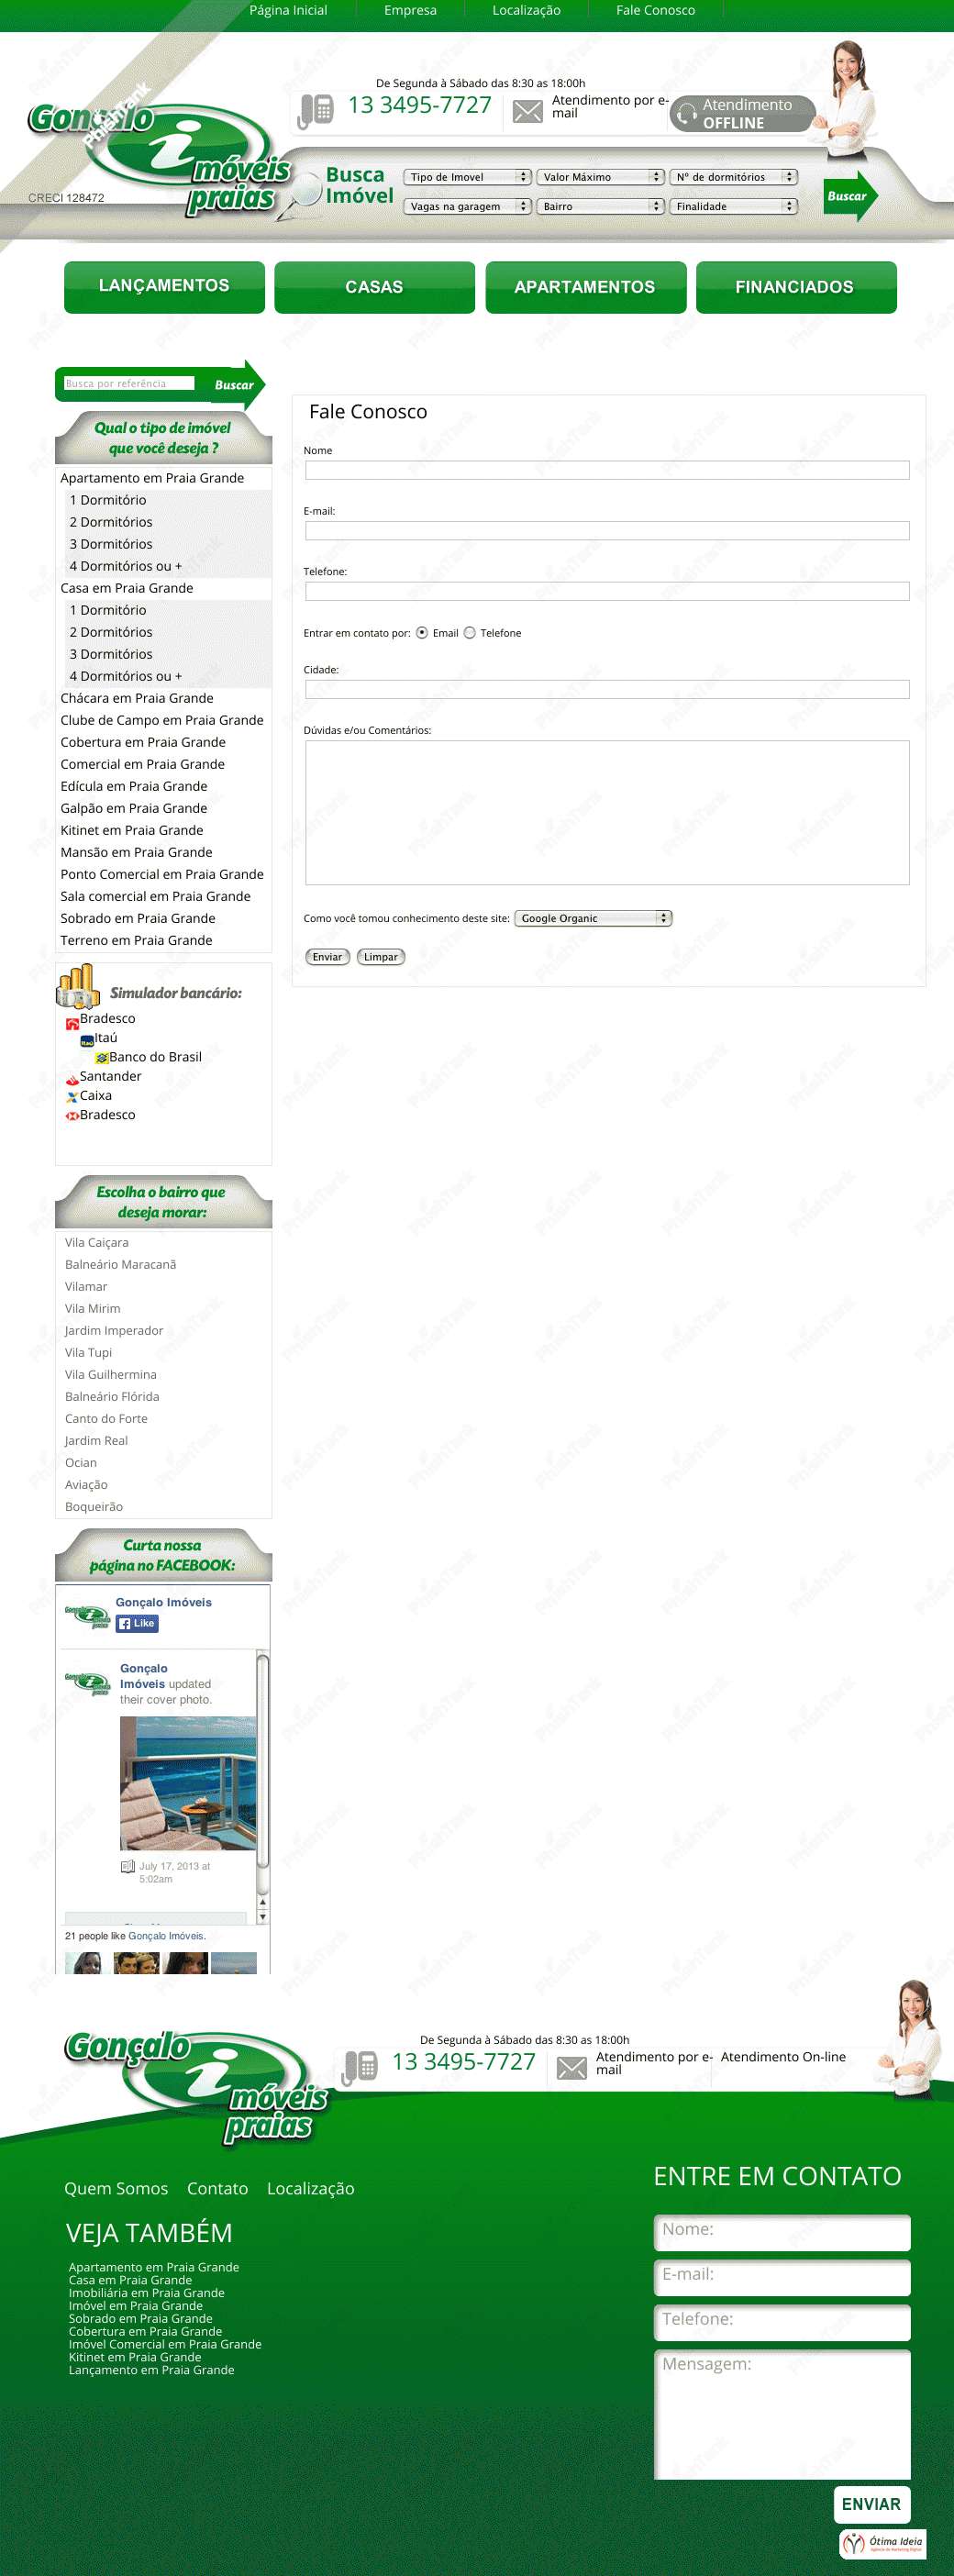 Página Inicial
Empresa
Localização
Fale Conosco
PhishTank
De Segunda à Sábado das 8:30 as 18:00h
13 3495-7727
Atendimento por e-
mail
Atendimento
OFFLINE
Gonçalo
imóveis
praias
CRECI 128472
Busca
Imóvel
Tipo de Imovel
Valor Máximo
Nº de dormitórios
Vagas na garagem
Bairro
Finalidade
Buscar
LANÇAMENTOS
CASAS
APARTAMENTOS
FINANCIADOS
Busca por referência
Buscar
Qual o tipo de imóvel
que você deseja ?
Apartamento em Praia Grande
1 Dormitório
2 Dormitórios
3 Dormitórios
4 Dormitórios ou +
Casa em Praia Grande
1 Dormitório
2 Dormitórios
3 Dormitórios
4 Dormitórios ou +
Chácara em Praia Grande
Clube de Campo em Praia Grande
Cobertura em Praia Grande
Comercial em Praia Grande
Edícula em Praia Grande
Galpão em Praia Grande
Kitinet em Praia Grande
Mansão em Praia Grande
Ponto Comercial em Praia Grande
Sala comercial em Praia Grande
Sobrado em Praia Grande
Terreno em Praia Grande
Simulador bancário:
Bradesco
Itaú
Banco do Brasil
Santander
Caixa
Bradesco
Escolha o bairro que
deseja morar:
Vila Caiçara
Balneário Maracanã
Vilamar
Vila Mirim
Jardim Imperador
Vila Tupi
Vila Guilhermina
Balneário Flórida
Canto do Forte
Jardim Real
Ocian
Aviação
Boqueirão
Curta nossa
página no FACEBOOK:
Gonçalo Imóveis
Like
Gonçalo
Imóveis updated
their cover photo.
July 17, 2013 at
5:02am
21 people like Gonçalo Imóveis.
Fale Conosco
Nome
E-mail:
Telefone:
Entrar em contato por: Email Telefone
Cidade:
Dúvidas e/ou Comentários:
Como você tomou conhecimento deste site: Google Organic
Enviar Limpar
Gonçalo
imóveis
praias
De Segunda à Sábado das 8:30 as 18:00h
13 3495-7727
Atendimento por e-
mail
Atendimento On-line
Quem Somos Contato Localização
VEJA TAMBÉM
Apartamento em Praia Grande
Casa em Praia Grande
Imobiliária em Praia Grande
Imóvel em Praia Grande
Sobrado em Praia Grande
Cobertura em Praia Grande
Imóvel Comercial em Praia Grande
Kitinet em Praia Grande
Lançamento em Praia Grande
ENTRE EM CONTATO
Nome:
E-mail:
Telefone:
Mensagem:
ENVIAR
Ótima Ideia